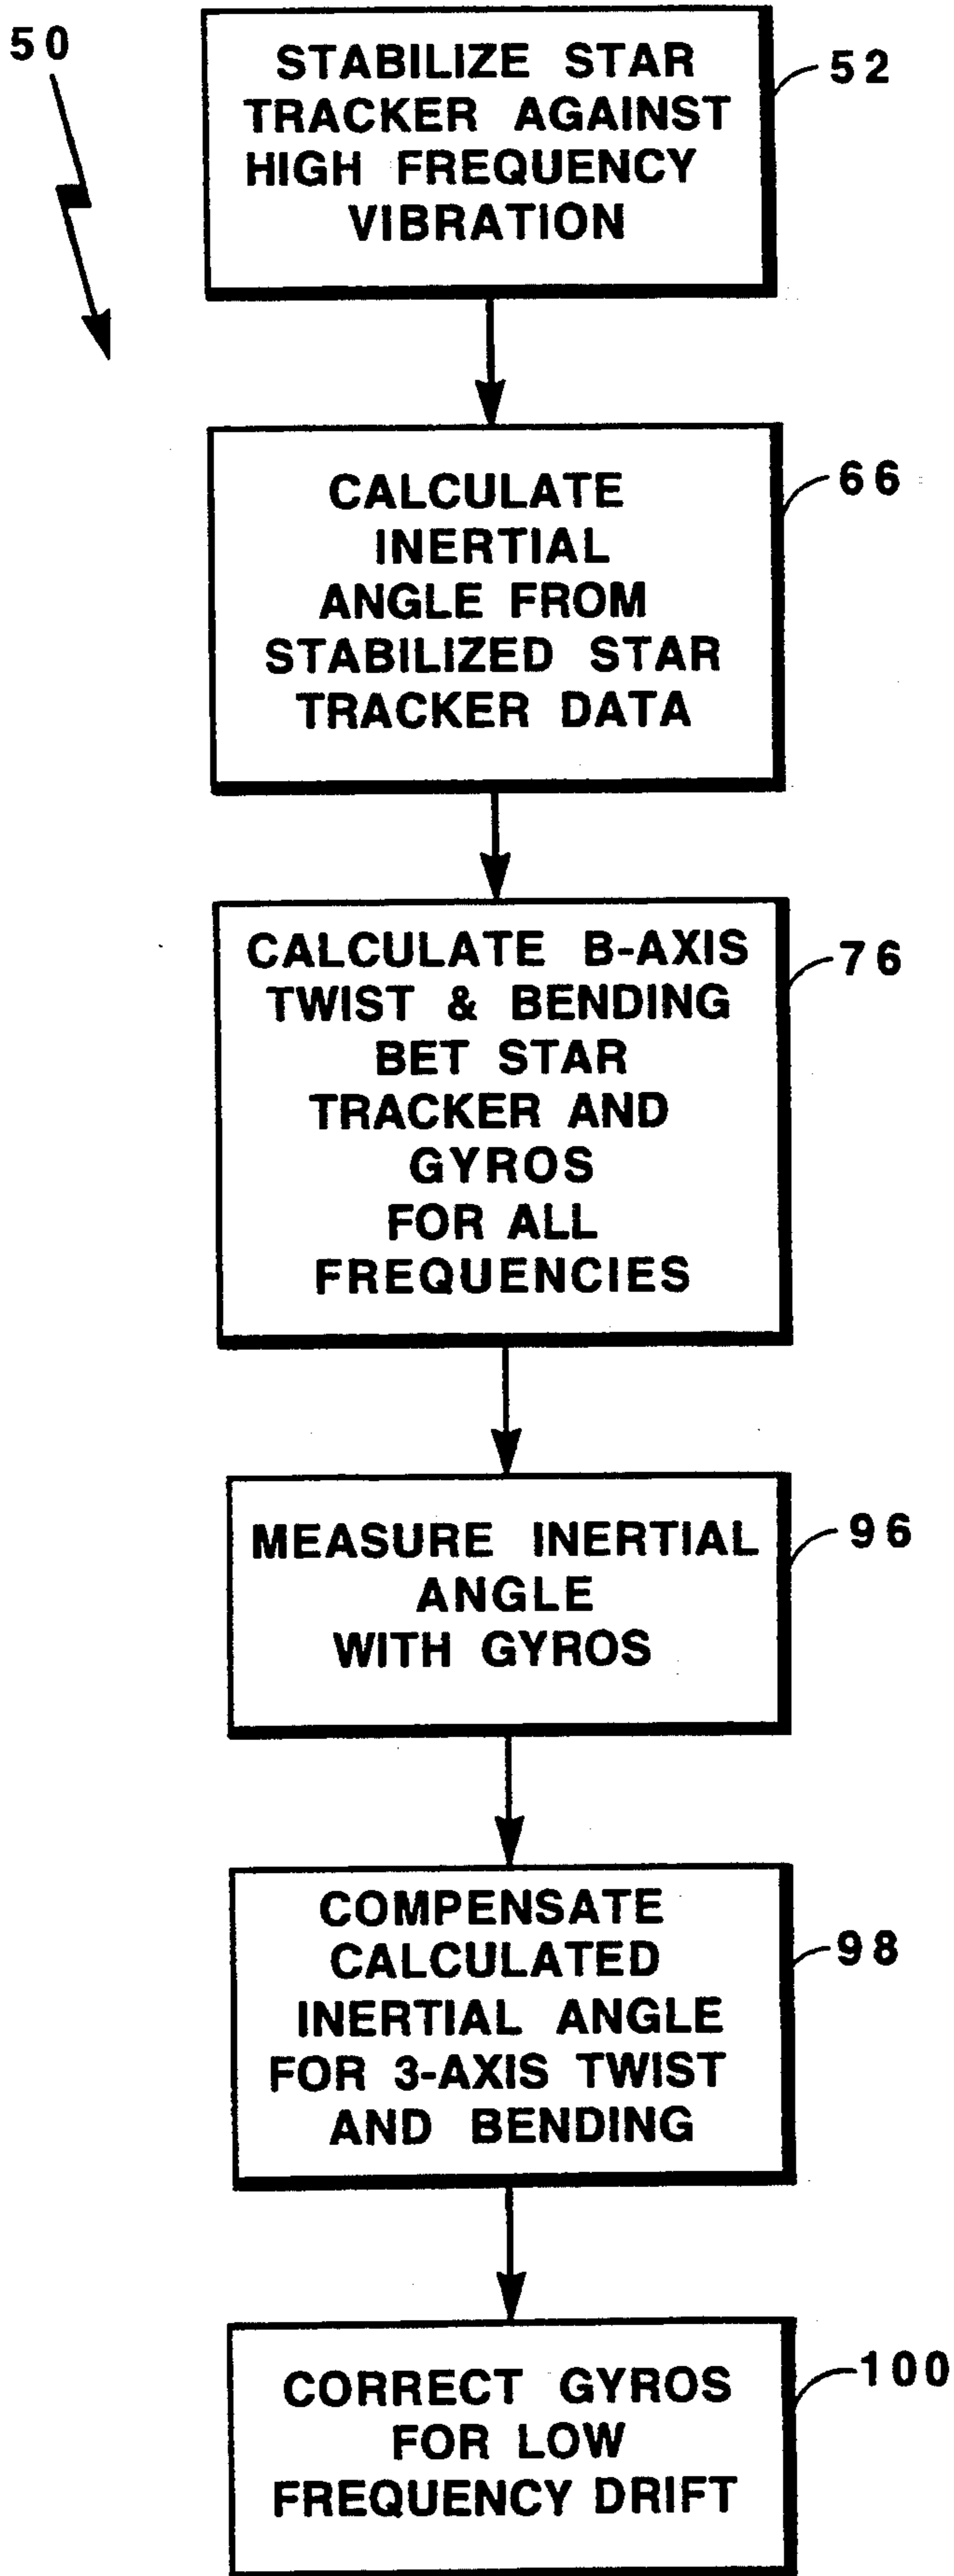 50
STABILIZE STAR
TRACKER AGAINST
HIGH FREQUENCY
VIBRATION
52
CALCULATE
INERTIAL
ANGLE FROM
STABILIZED STAR
TRACKER DATA
66
CALCULATE B-AXIS
TWIST & BENDING
BET STAR
TRACKER AND
GYROS
FOR ALL
FREQUENCIES
76
MEASURE INERTIAL
ANGLE
WITH GYROS
96
COMPENSATE
CALCULATED
INERTIAL ANGLE
FOR 3-AXIS TWIST
AND BENDING
98
CORRECT GYROS
FOR LOW
FREQUENCY DRIFT
100